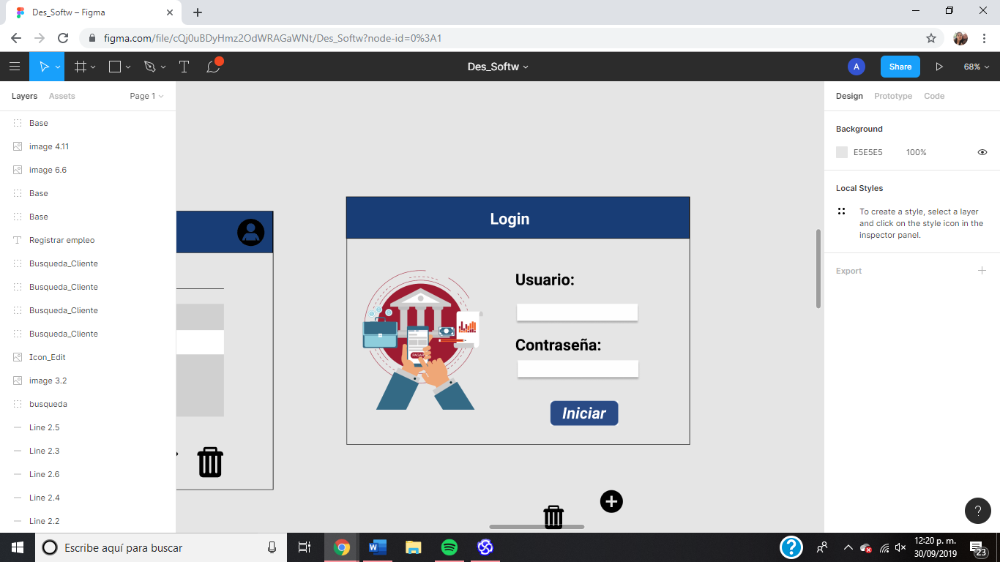 Des_Softw – Figma
figma.com/file/cQj0uBDyHmz2OdWRAGaWNt/Des_Softw?node-id=0%3A1
Des_Softw
A
Share
68%
Layers
Assets
Page 1
Base
image 4.11
image 6.6
Base
Base
Registrar empleo
Busqueda_Cliente
Busqueda_Cliente
Busqueda_Cliente
Busqueda_Cliente
Icon_Edit
image 3.2
busqueda
Line 2.5
Line 2.3
Line 2.6
Line 2.4
Line 2.2
Login
Usuario:
Contraseña:
Iniciar
PAGAR
Design
Prototype
Code
Background
E5E5E5
100%
Local Styles
To create a style, select a layer
and click on the style icon in the
inspector panel.
Export
?
Escribe aquí para buscar
?
12:20 p. m.
30/09/2019
23